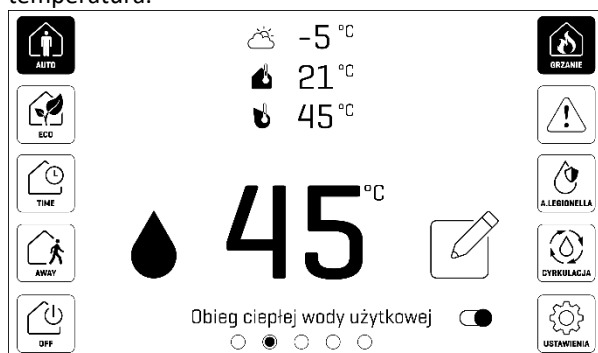 temperatura.
AUTO
ECO
TIME
AWAY
OFF
-5 °C
21 °C
45 °C
45 °C
Obieg ciepłej wody użytkowej
GRZANIE
A.LEGIONELLA
CYRKULACJA
USTAWIENIA